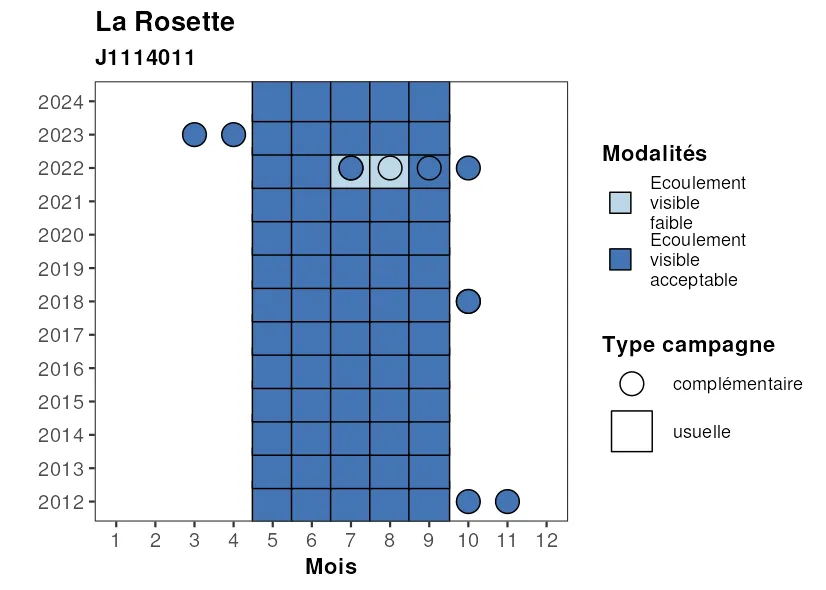 La Rosette
J1114011
2024
2023
2022
2021
2020
2019
2018
2017
2016
2015
2014
2013
2012
1 2 3 4 5 6 7 8 9 10 11 12
Mois
Modalités
Ecoulement
visible
faible
Ecoulement
visible
acceptable
Type campagne
complémentaire
usuelle